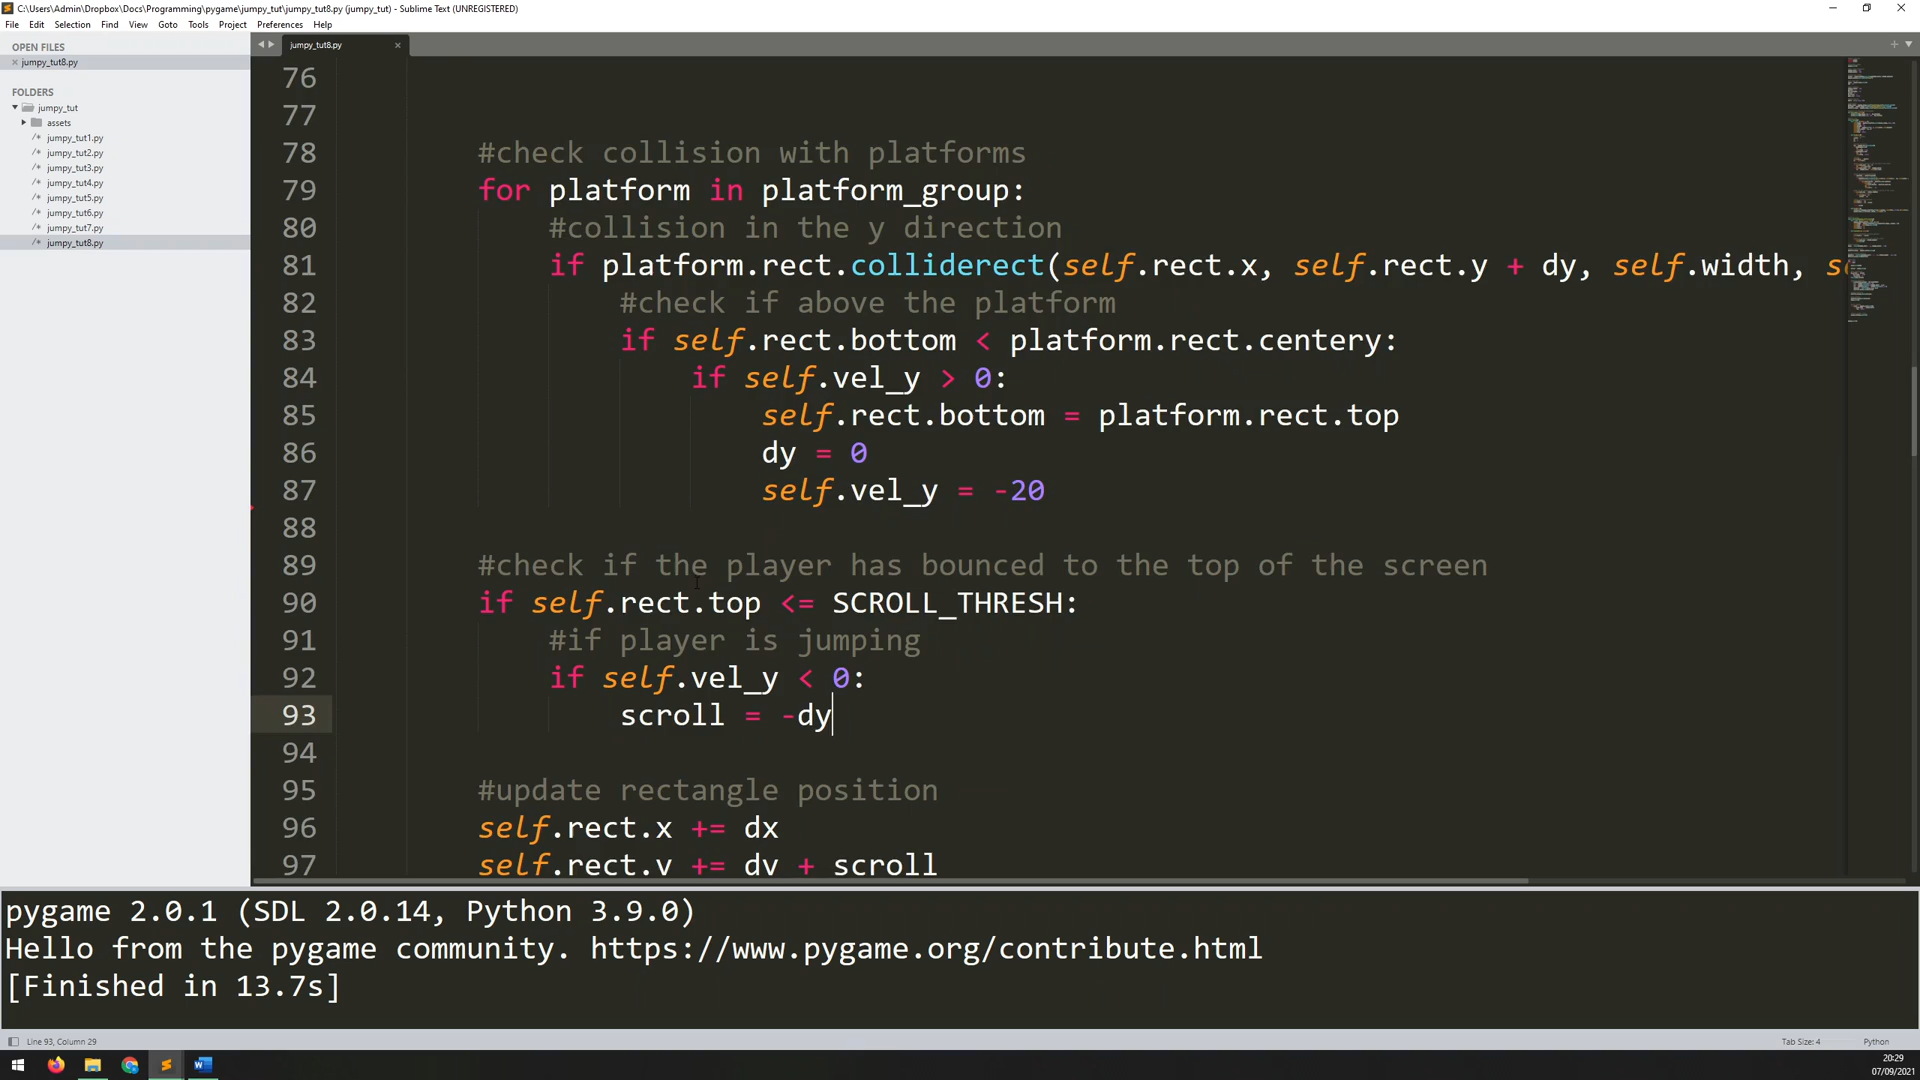 C:\Users\Admin\Dropbox\Docs\Programming\pygame\jumpy_tut\jumpy_tut8.py (jumpy_tut) - Sublime Text (UNREGISTERED)
File Edit Selection Find View Goto Tools Project Preferences Help
OPEN FILES
jumpy_tut8.py
FOLDERS
jumpy_tut
assets
/* jumpy_tut1.py
/* jumpy_tut2.py
/* jumpy_tut3.py
/* jumpy_tut4.py
/* jumpy_tut5.py
/* jumpy_tut6.py
/* jumpy_tut7.py
/* jumpy_tut8.py
jumpy_tut8.py
76
77
78 #check collision with platforms
79 for platform in platform_group:
80 #collision in the y direction
81 if platform.rect.colliderect(self.rect.x, self.rect.y + dy, self.width, s
82 #check if above the platform
83 if self.rect.bottom < platform.rect.centery:
84 if self.vel_y > 0:
85 self.rect.bottom = platform.rect.top
86 dy = 0
87 self.vel_y = -20
88
89 #check if the player has bounced to the top of the screen
90 if self.rect.top <= SCROLL_THRESH:
91 #if player is jumping
92 if self.vel_y < 0:
93 scroll = -dy
94
95 #update rectangle position
96 self.rect.x += dx
97 self.rect.y += dy + scroll
pygame 2.0.1 (SDL 2.0.14, Python 3.9.0)
Hello from the pygame community. https://www.pygame.org/contribute.html
[Finished in 13.7s]
Line 93, Column 29
Tab Size: 4
Python
20:29
07/09/2021